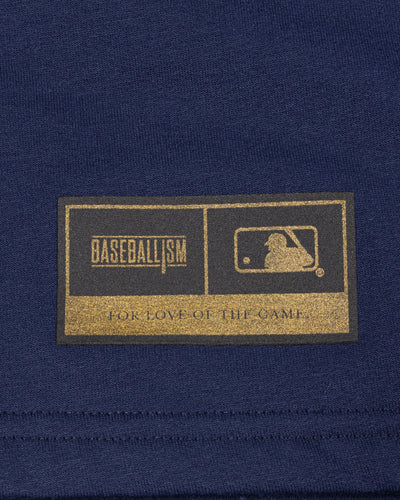 BASEBALLISM
®
FOR LOVE OF THE GAME.